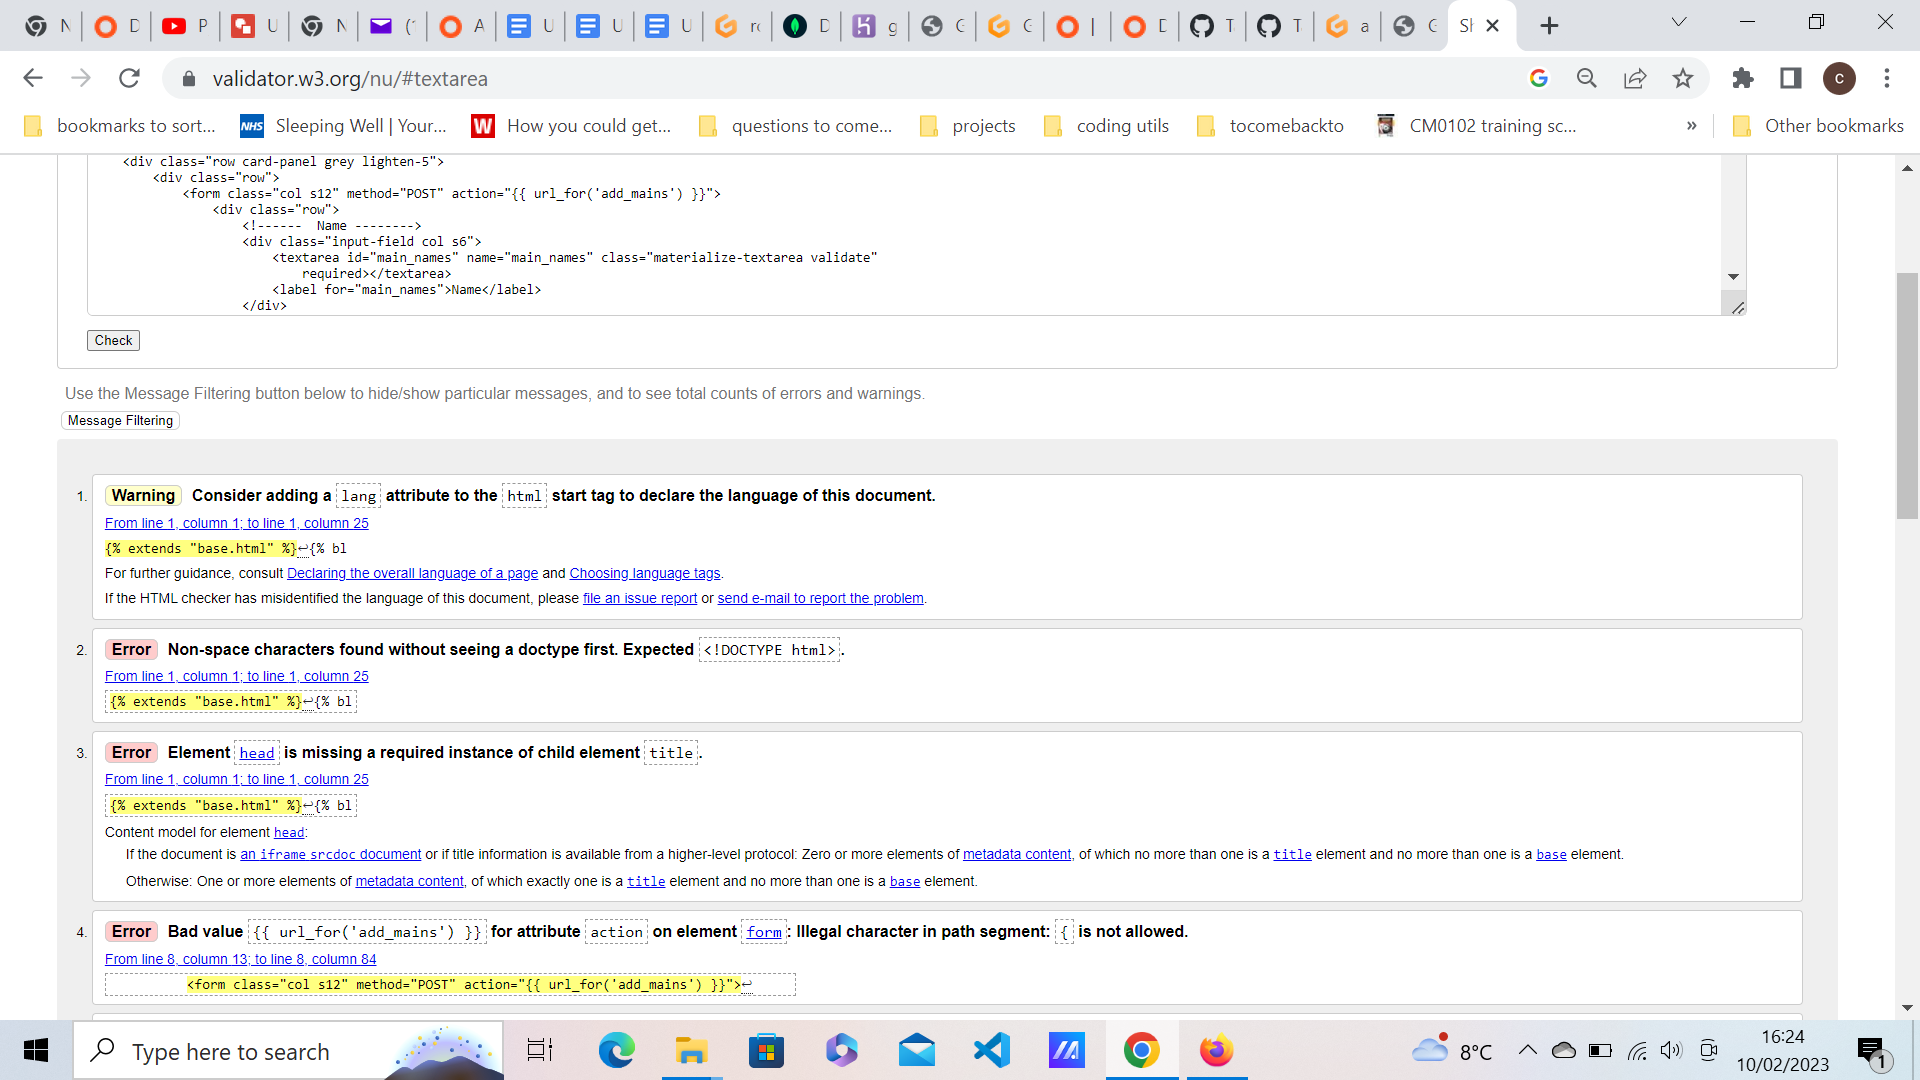 N
D
P
U
N
(1
A
U
U
U
ro
D
g
G
G
|
D
T
T
a
G
Sh
validator.w3.org/nu/#textarea
c
bookmarks to sort...
NHS
Sleeping Well | Your...
W
How you could get...
questions to come...
projects
coding utils
tocomebackto
CM0102 training sc...
»
Other bookmarks
<div class="row card-panel grey lighten-5">
<div class="row">
<form class="col s12" method="POST" action="{{ url_for('add_mains') }}">
<div class="row">
<!------  Name -------->
<div class="input-field col s6">
<textarea id="main_names" name="main_names" class="materialize-textarea validate"
required></textarea>
<label for="main_names">Name</label>
</div>
Check
Use the Message Filtering button below to hide/show particular messages, and to see total counts of errors and warnings.
Message Filtering
1. Warning Consider adding a lang attribute to the html start tag to declare the language of this document.
From line 1, column 1; to line 1, column 25
{% extends "base.html" %}↩{% bl
For further guidance, consult Declaring the overall language of a page and Choosing language tags.
If the HTML checker has misidentified the language of this document, please file an issue report or send e-mail to report the problem.
2. Error Non-space characters found without seeing a doctype first. Expected <!DOCTYPE html>.
From line 1, column 1; to line 1, column 25
{% extends "base.html" %}↩{% bl
3. Error Element head is missing a required instance of child element title.
From line 1, column 1; to line 1, column 25
{% extends "base.html" %}↩{% bl
Content model for element head:
If the document is an iframe srcdoc document or if title information is available from a higher-level protocol: Zero or more elements of metadata content, of which no more than one is a title element and no more than one is a base element.
Otherwise: One or more elements of metadata content, of which exactly one is a title element and no more than one is a base element.
4. Error Bad value {{ url_for('add_mains') }} for attribute action on element form: Illegal character in path segment: { is not allowed.
From line 8, column 13; to line 8, column 84
<form class="col s12" method="POST" action="{{ url_for('add_mains') }}">↩
Type here to search
8°C
16:24
10/02/2023
1